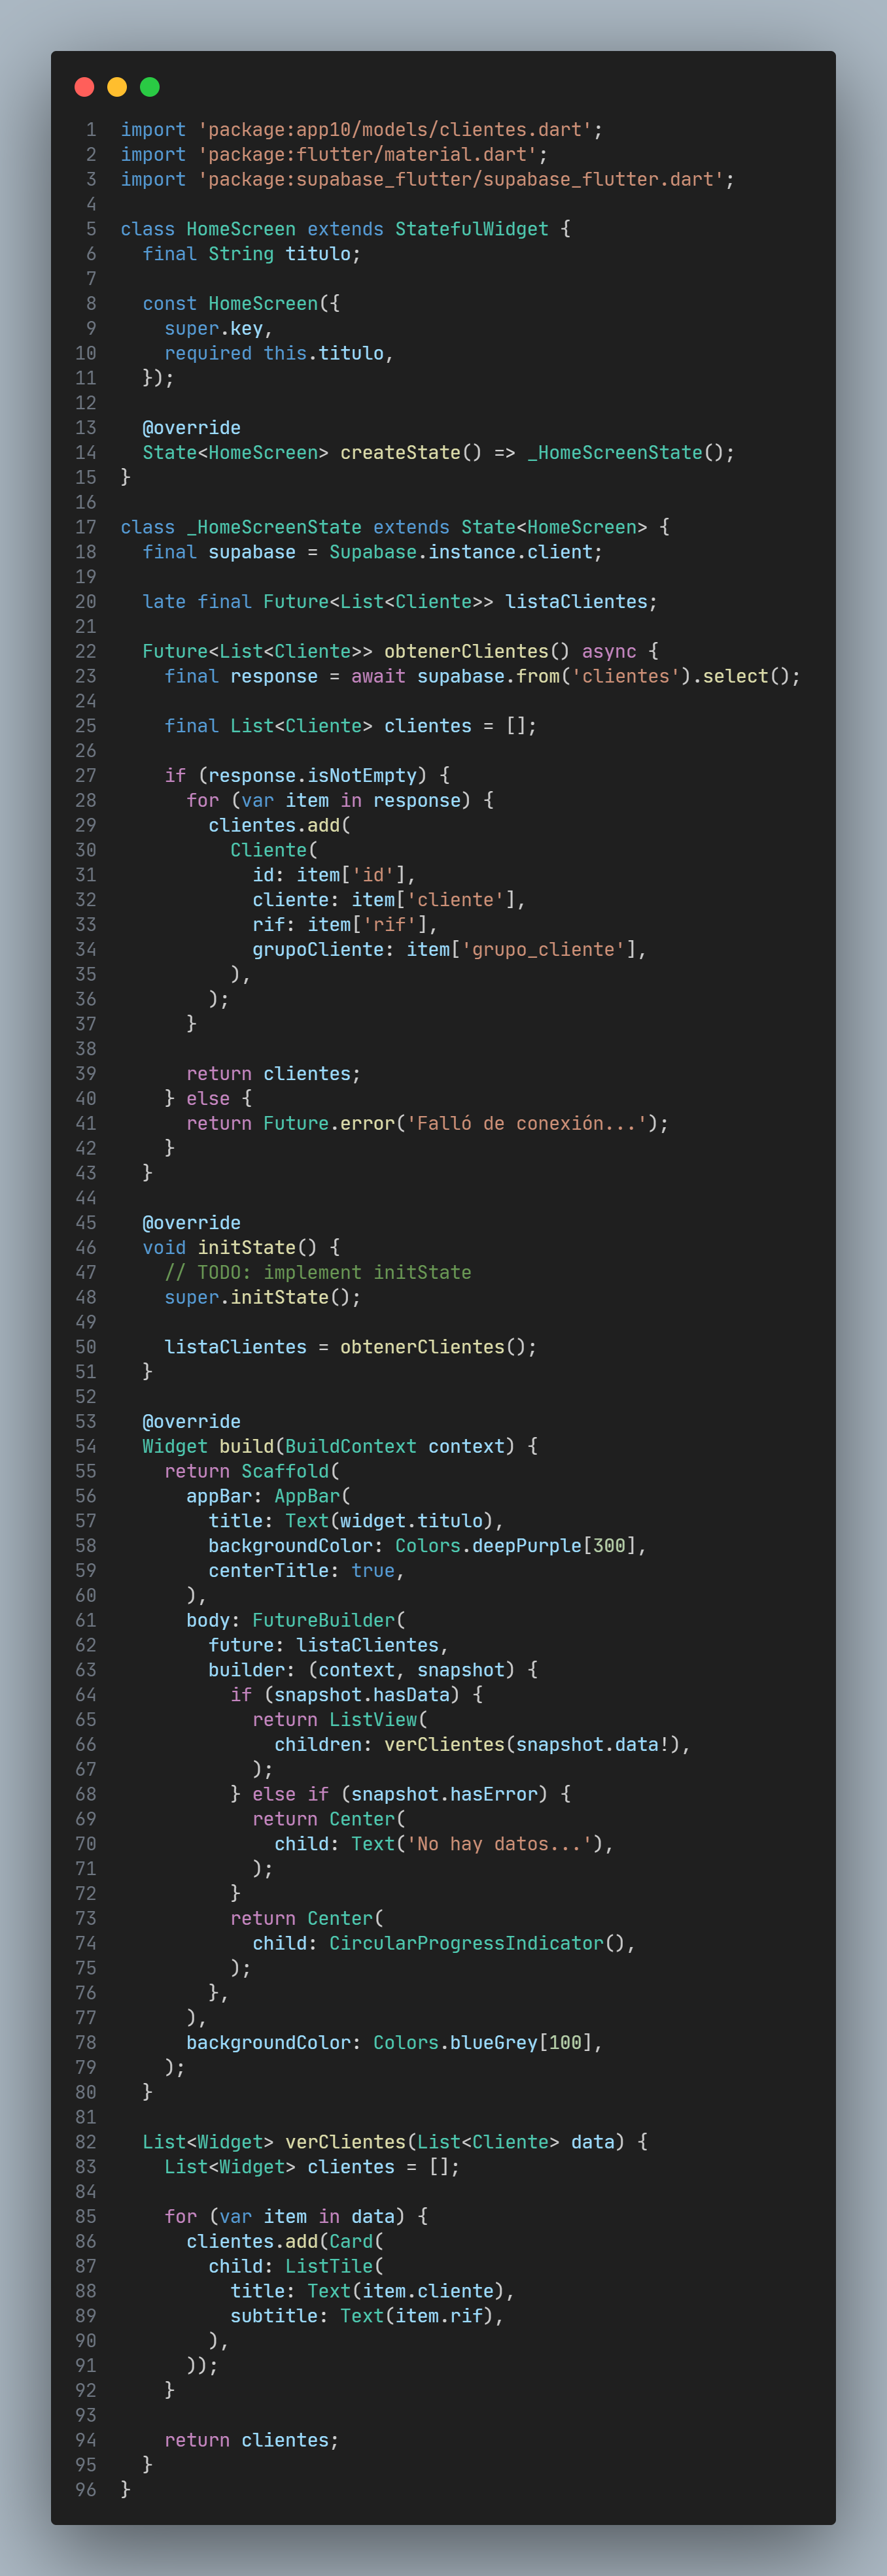 1 import 'package:app10/models/clientes.dart';
2 import 'package:flutter/material.dart';
3 import 'package:supabase_flutter/supabase_flutter.dart';
4
5 class HomeScreen extends StatefulWidget {
6   final String titulo;
7
8   const HomeScreen({
9     super.key,
10     required this.titulo,
11   });
12
13   @override
14   State<HomeScreen> createState() => _HomeScreenState();
15 }
16
17 class _HomeScreenState extends State<HomeScreen> {
18   final supabase = Supabase.instance.client;
19
20   late final Future<List<Cliente>> listaClientes;
21
22   Future<List<Cliente>> obtenerClientes() async {
23     final response = await supabase.from('clientes').select();
24
25     final List<Cliente> clientes = [];
26
27     if (response.isNotEmpty) {
28       for (var item in response) {
29         clientes.add(
30           Cliente(
31             id: item['id'],
32             cliente: item['cliente'],
33             rif: item['rif'],
34             grupoCliente: item['grupo_cliente'],
35           ),
36         );
37       }
38
39       return clientes;
40     } else {
41       return Future.error('Falló de conexión...');
42     }
43   }
44
45   @override
46   void initState() {
47     // TODO: implement initState
48     super.initState();
49
50     listaClientes = obtenerClientes();
51   }
52
53   @override
54   Widget build(BuildContext context) {
55     return Scaffold(
56       appBar: AppBar(
57         title: Text(widget.titulo),
58         backgroundColor: Colors.deepPurple[300],
59         centerTitle: true,
60       ),
61       body: FutureBuilder(
62         future: listaClientes,
63         builder: (context, snapshot) {
64           if (snapshot.hasData) {
65             return ListView(
66               children: verClientes(snapshot.data!),
67             );
68           } else if (snapshot.hasError) {
69             return Center(
70               child: Text('No hay datos...'),
71             );
72           }
73           return Center(
74             child: CircularProgressIndicator(),
75           );
76         },
77       ),
78       backgroundColor: Colors.blueGrey[100],
79     );
80   }
81
82   List<Widget> verClientes(List<Cliente> data) {
83     List<Widget> clientes = [];
84
85     for (var item in data) {
86       clientes.add(Card(
87         child: ListTile(
88           title: Text(item.cliente),
89           subtitle: Text(item.rif),
90         ),
91       ));
92     }
93
94     return clientes;
95   }
96 }